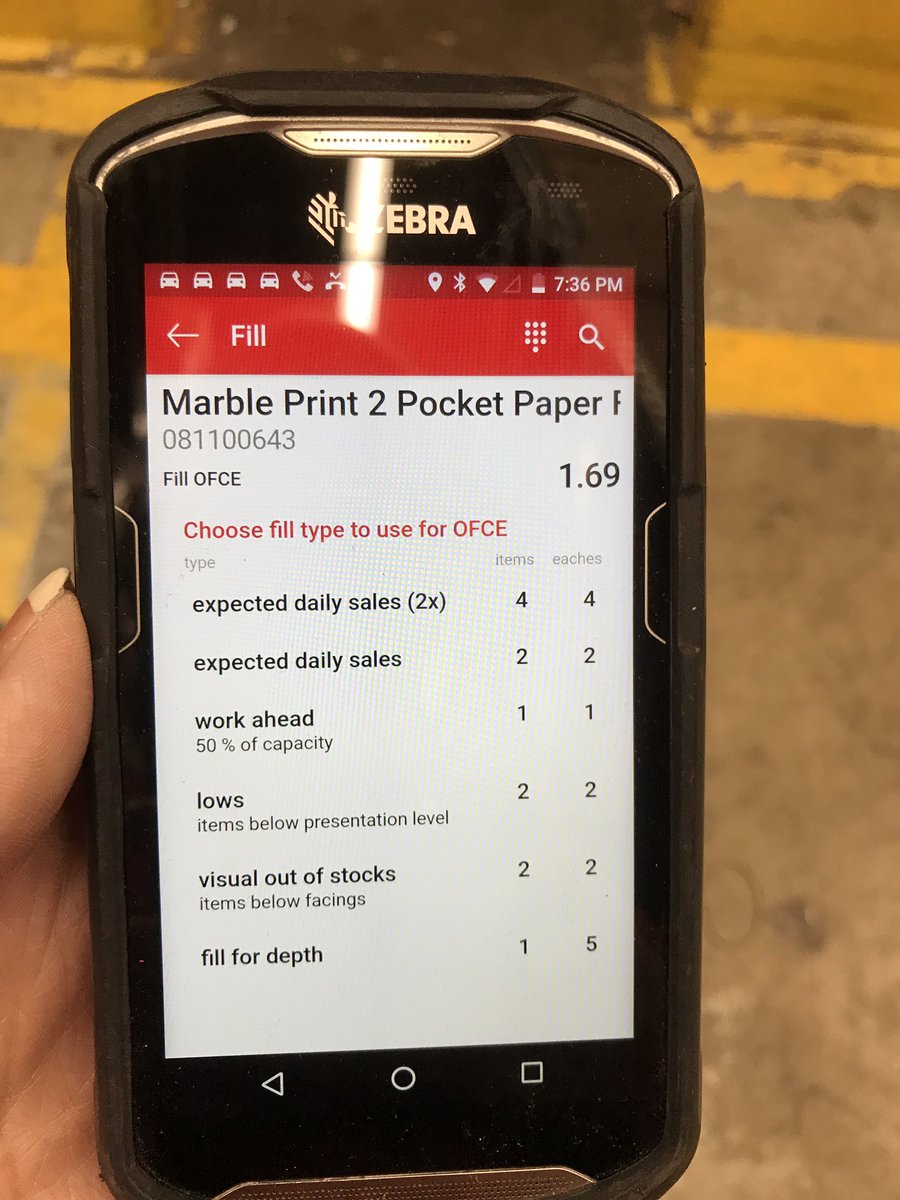 ZEBRA
7:36 PM
Fill
Marble Print 2 Pocket Paper
081100643
Fill OFCE 1.69
Choose fill type to use for OFCE
type items eaches
expected daily sales (2x) 4 4
expected daily sales 2 2
work ahead 1 1
50 % of capacity
lows 2 2
items below presentation level
visual out of stocks 2 2
items below facings
fill for depth 1 5